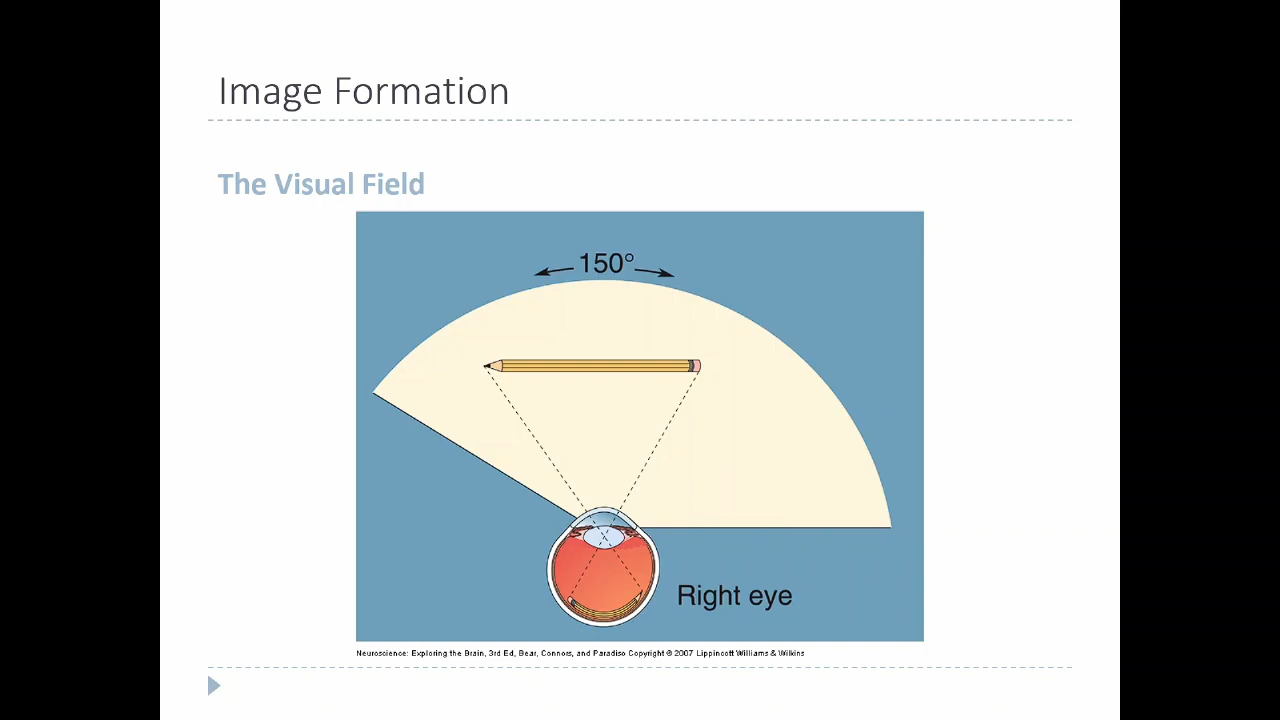 Image Formation
The Visual Field
150°
Right eye
Neuroscience: Exploring the Brain, 3rd Ed, Bear, Connors, and Paradiso Copyright © 2007 Lippincott Williams & Wilkins